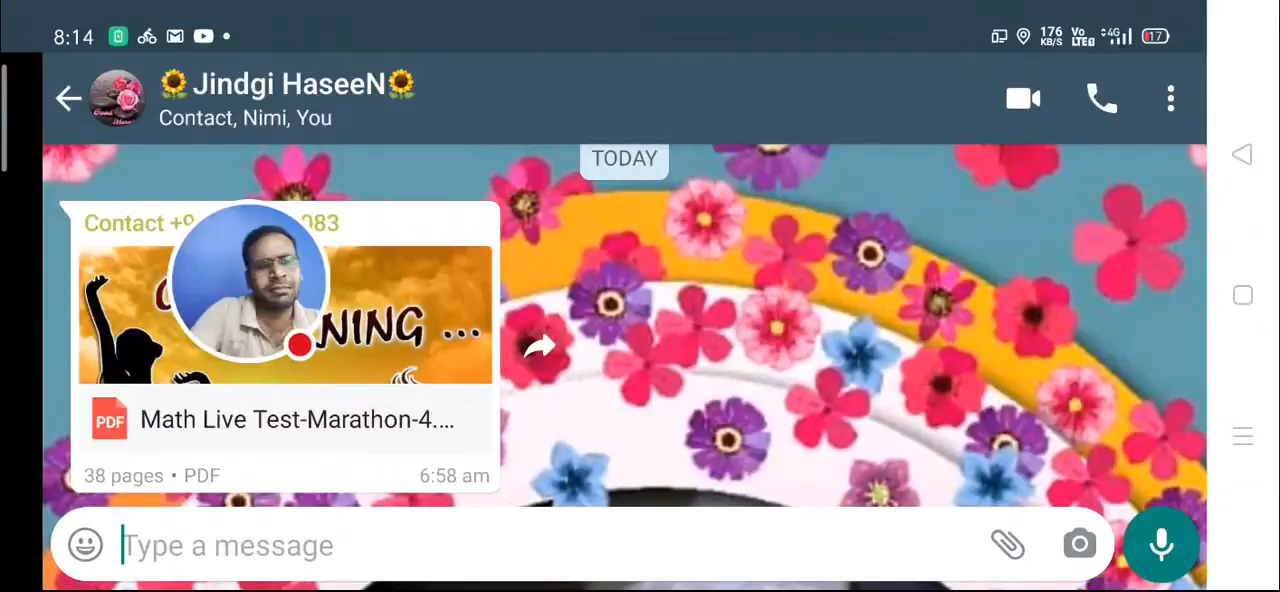 8:14
176 KB/S Vo LTE1 4G 17
🌻Jindgi HaseeN🌻
Contact, Nimi, You
TODAY
Contact +9 083
NING ...
PDF Math Live Test-Marathon-4....
38 pages • PDF 6:58 am
Type a message